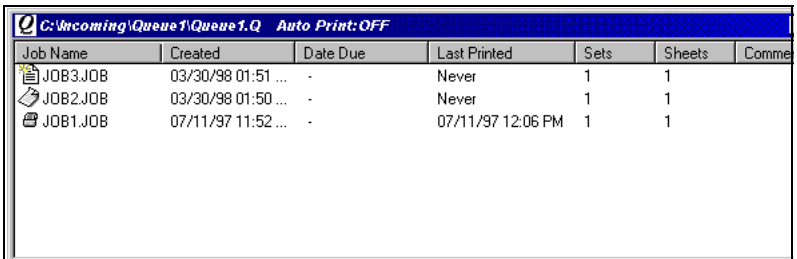 Q C:\Incoming\Queue1\Queue1.Q Auto Print:OFF
Job Name Created Date Due Last Printed Sets Sheets Comme
JOB3.JOB 03/30/98 01:51 ... - Never 1 1
JOB2.JOB 03/30/98 01:50 ... - Never 1 1
JOB1.JOB 07/11/97 11:52 ... - 07/11/97 12:06 PM 1 1